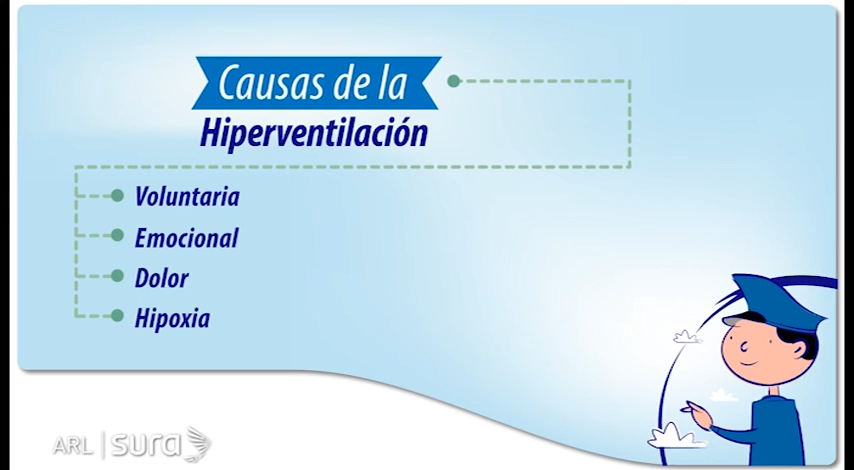 Causas de la
Hiperventilación
Voluntaria
Emocional
Dolor
Hipoxia
ARL sura